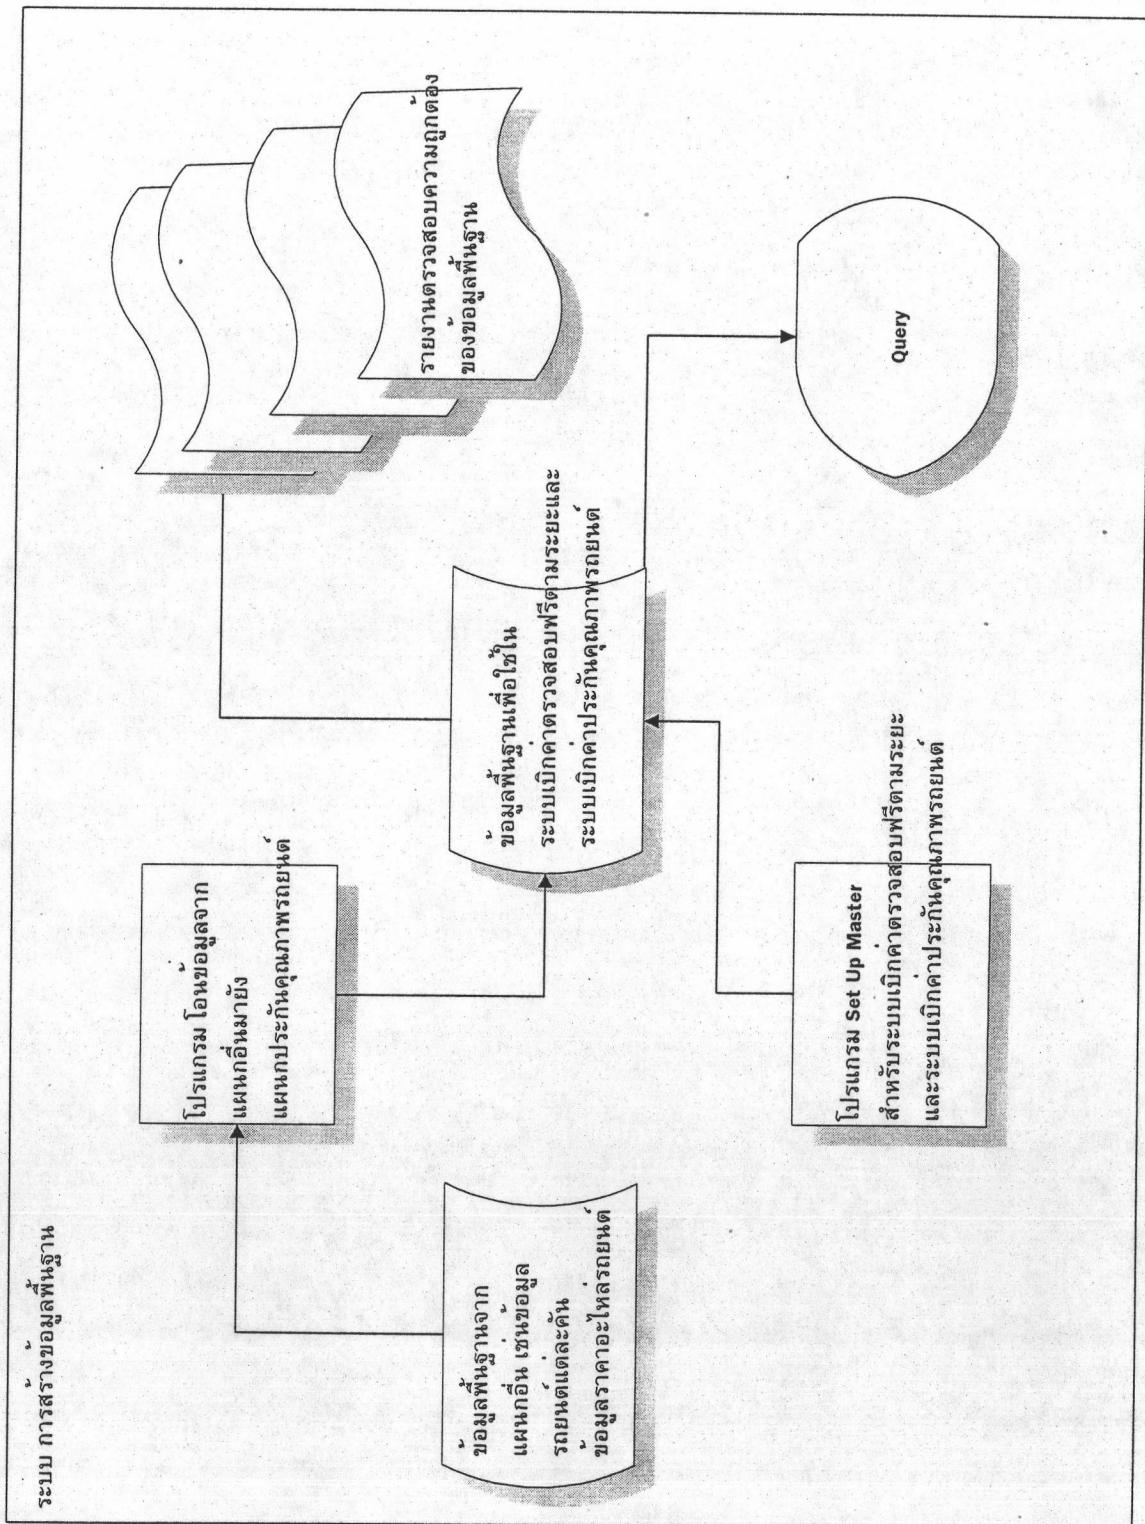 ระบบ การสร้างข้อมูลพื้นฐาน
ข้อมูลพื้นฐานจาก
แผนกอื่น เช่นข้อมูล
รถยนต์แต่ละคัน
ข้อมูลราคาอะไหล่รถยนต์
โปรแกรม โอนข้อมูลจาก
แผนกอื่นมายัง
แผนกประกันคุณภาพรถยนต์
ข้อมูลพื้นฐานเพื่อใช้ใน
ระบบเบิกค่าตรวจสอบฟรีตามระยะและ
ระบบเบิกค่าประกันคุณภาพรถยนต์
รายงานตรวจสอบความถูกต้อง
ของข้อมูลพื้นฐาน
โปรแกรม Set Up Master
สำหรับระบบเบิกค่าตรวจสอบฟรีตามระยะ
และระบบเบิกค่าประกันคุณภาพรถยนต์
Query